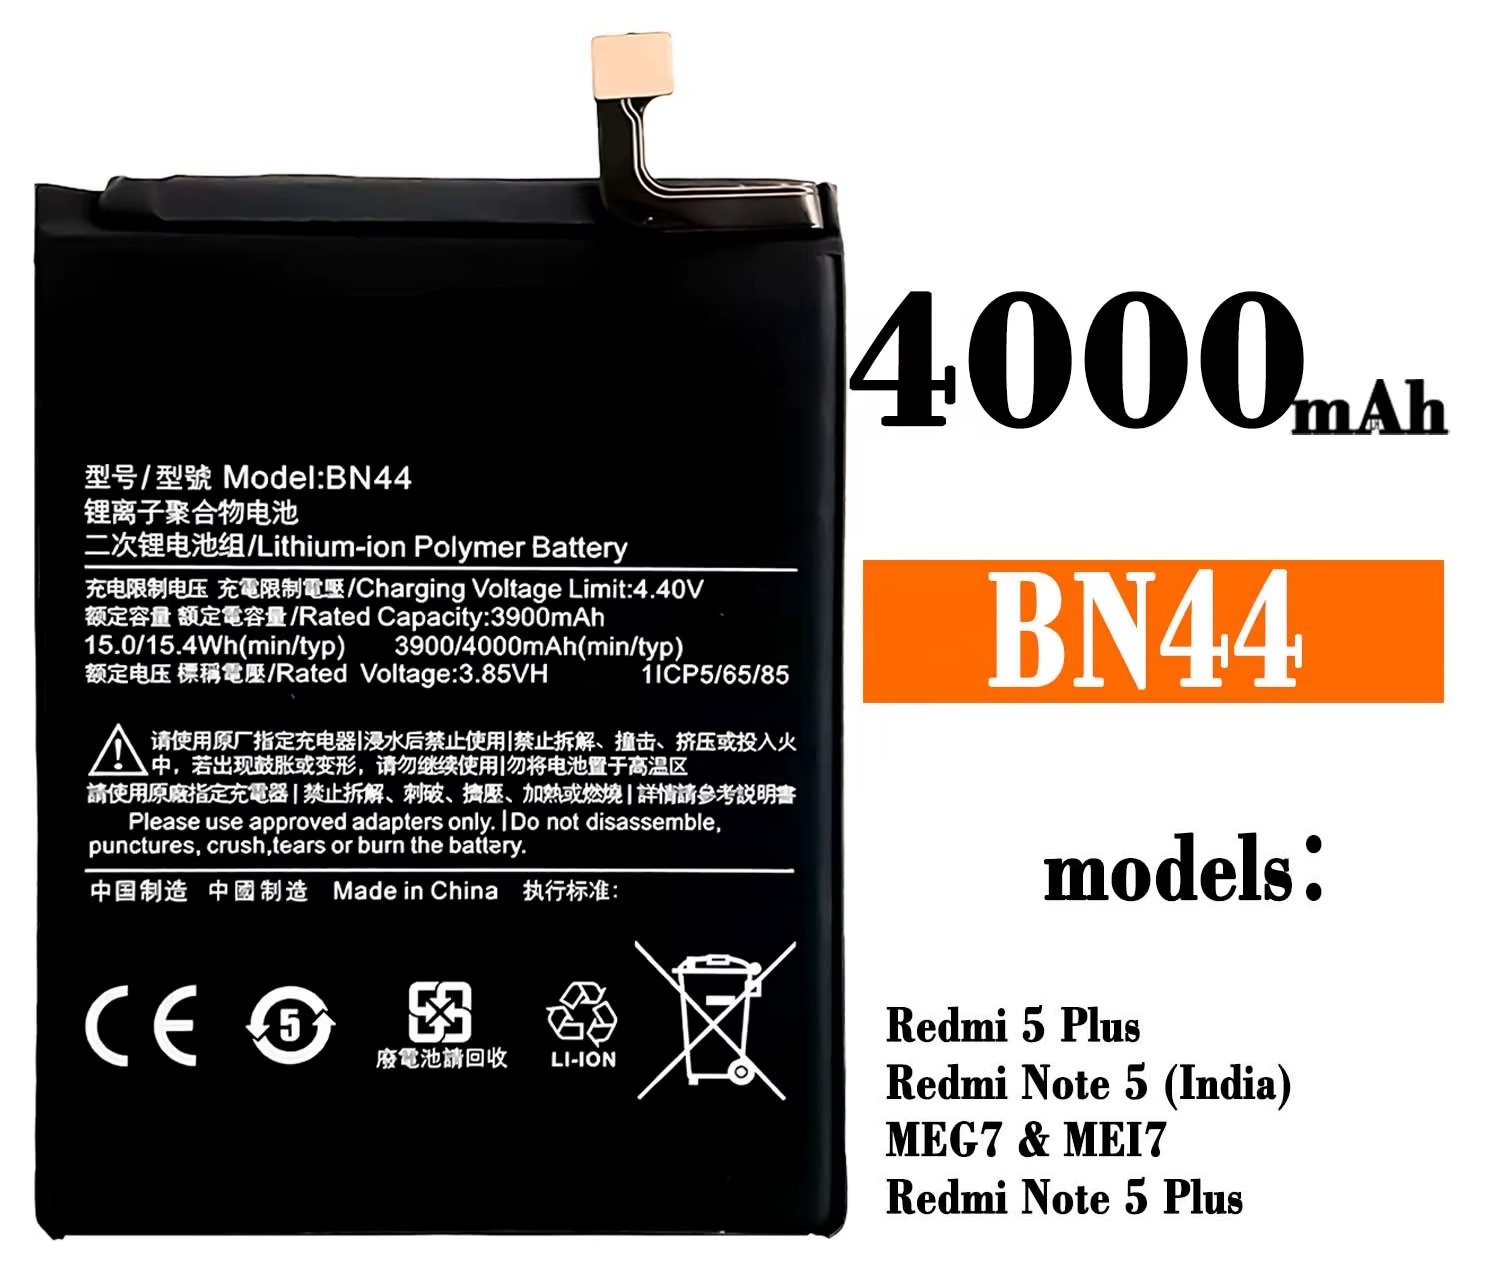 型号/型號 Model:BN44
锂离子聚合物电池
二次锂电池组/Lithium-ion Polymer Battery
充电限制电压 充電限制電壓/Charging Voltage Limit:4.40V
额定容量 額定電容量/Rated Capacity:3900mAh
15.0/15.4Wh(min/typ) 3900/4000mAh(min/typ)
额定电压 標稱電壓/Rated Voltage:3.85VH 1ICP5/65/85
请使用原厂指定充电器|浸水后禁止使用|禁止拆解、撞击、挤压或投入火
中，若出现鼓胀或变形，请勿继续使用|勿将电池置于高温区
請使用原廠指定充電器|禁止拆解、刺破、擠壓、加熱或燃燒|詳情請參考説明書
Please use approved adapters only. |Do not disassemble,
punctures, crush,tears or burn the battery.
中国制造 中國制造 Made in China 执行标准:
CE
5
廢電池請回收
LI-ION
4000mAh
BN44
models:
Redmi 5 Plus
Redmi Note 5 (India)
MEG7 & MEI7
Redmi Note 5 Plus